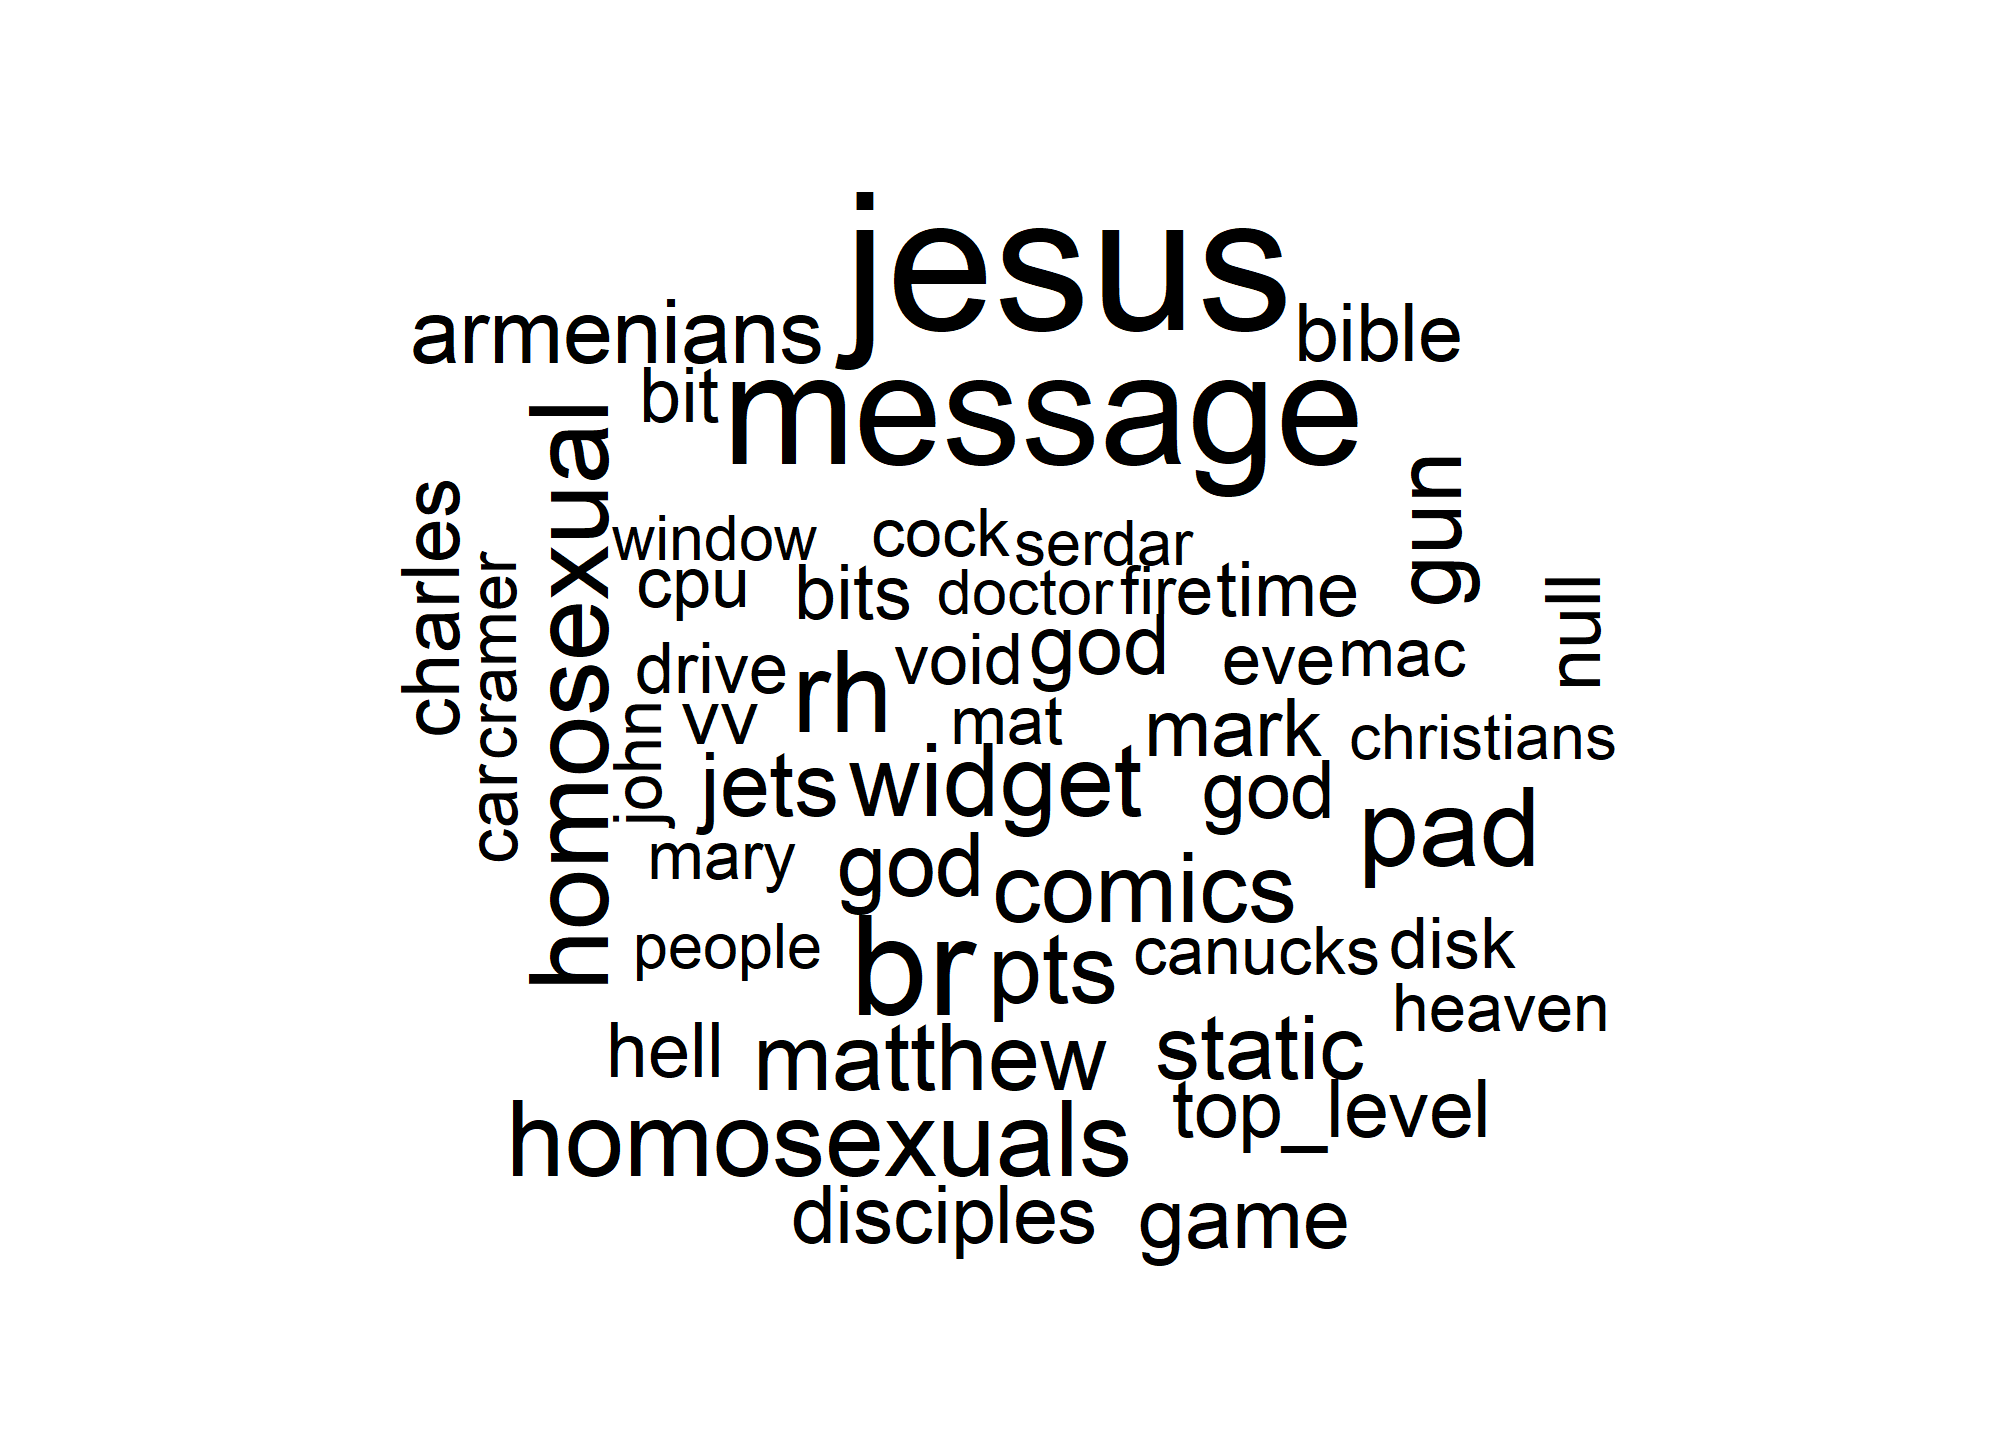 jesus
armenians
bible
bit
message
homosexual
gun
charles
window
cock
serdar
carcramer
cpu
bits
doctor
fire
time
null
drive
rh
void
god
eve
mac
john
vv
mat
mark
christians
jets
widget
god
pad
mary
god
comics
people
br
pts
canucks
disk
heaven
hell
matthew
static
top_level
homosexuals
disciples
game